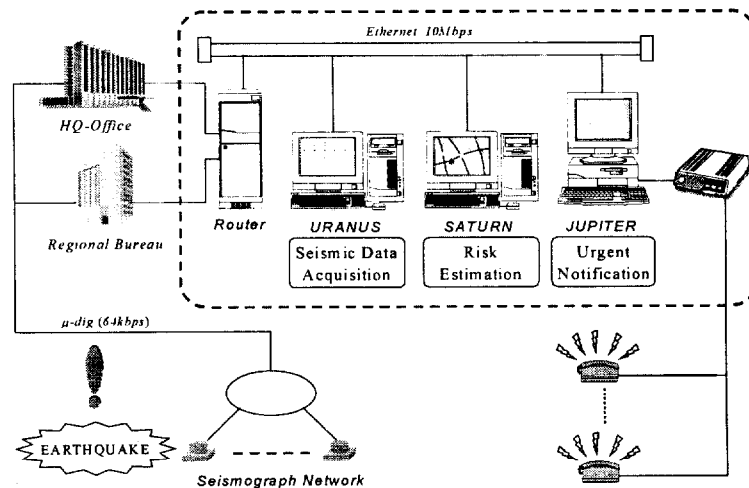 Ethernet 10Mbps
HQ-Office
Regional Bureau
Router
URANUS
SATURN
JUPITER
Seismic Data
Acquisition
Risk
Estimation
Urgent
Notification
μ-dig (64kbps)
EARTHQUAKE
Seismograph Network